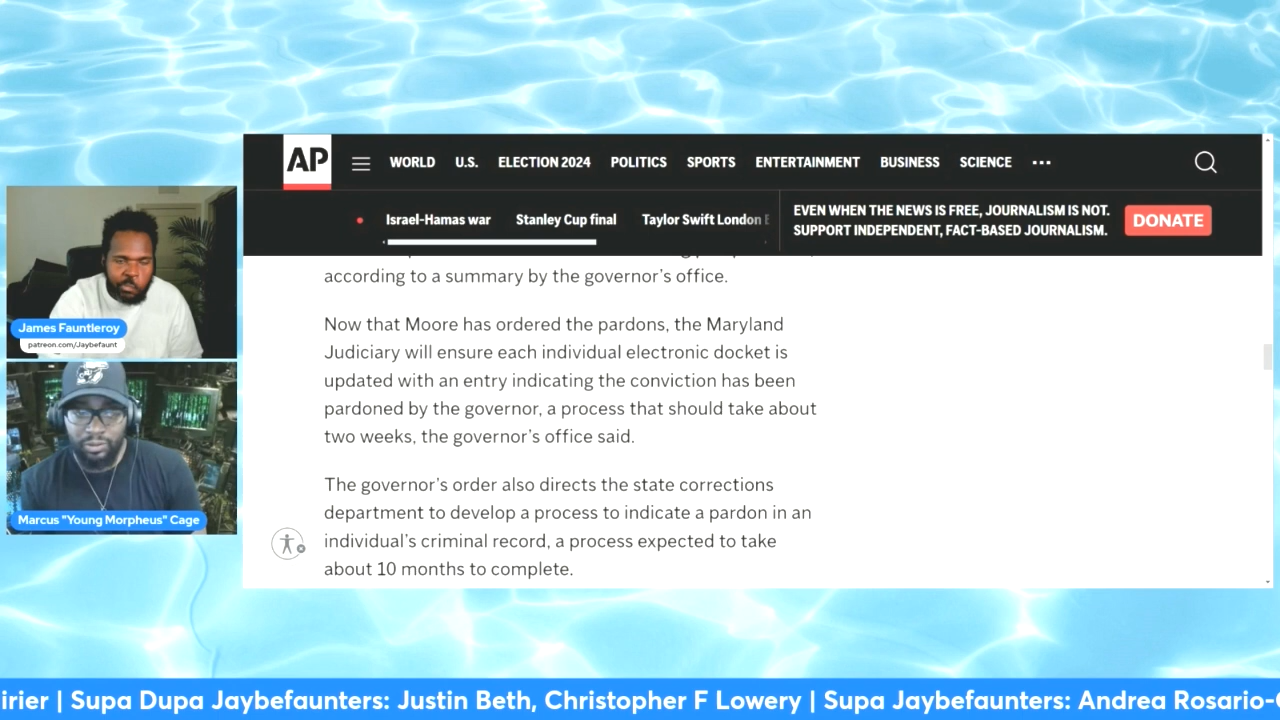 AP
WORLD
U.S.
ELECTION 2024
POLITICS
SPORTS
ENTERTAINMENT
BUSINESS
SCIENCE
Israel-Hamas war
Stanley Cup final
Taylor Swift London
EVEN WHEN THE NEWS IS FREE, JOURNALISM IS NOT.
SUPPORT INDEPENDENT, FACT-BASED JOURNALISM.
DONATE
according to a summary by the governor's office.
Now that Moore has ordered the pardons, the Maryland
Judiciary will ensure each individual electronic docket is
updated with an entry indicating the conviction has been
pardoned by the governor, a process that should take about
two weeks, the governor's office said.
The governor's order also directs the state corrections
department to develop a process to indicate a pardon in an
individual's criminal record, a process expected to take
about 10 months to complete.
James Fauntleroy
patreon.com/Jaybefaunt
Marcus "Young Morpheus" Cage
irier | Supa Dupa Jaybefaunters: Justin Beth, Christopher F Lowery | Supa Jaybefaunters: Andrea Rosario-